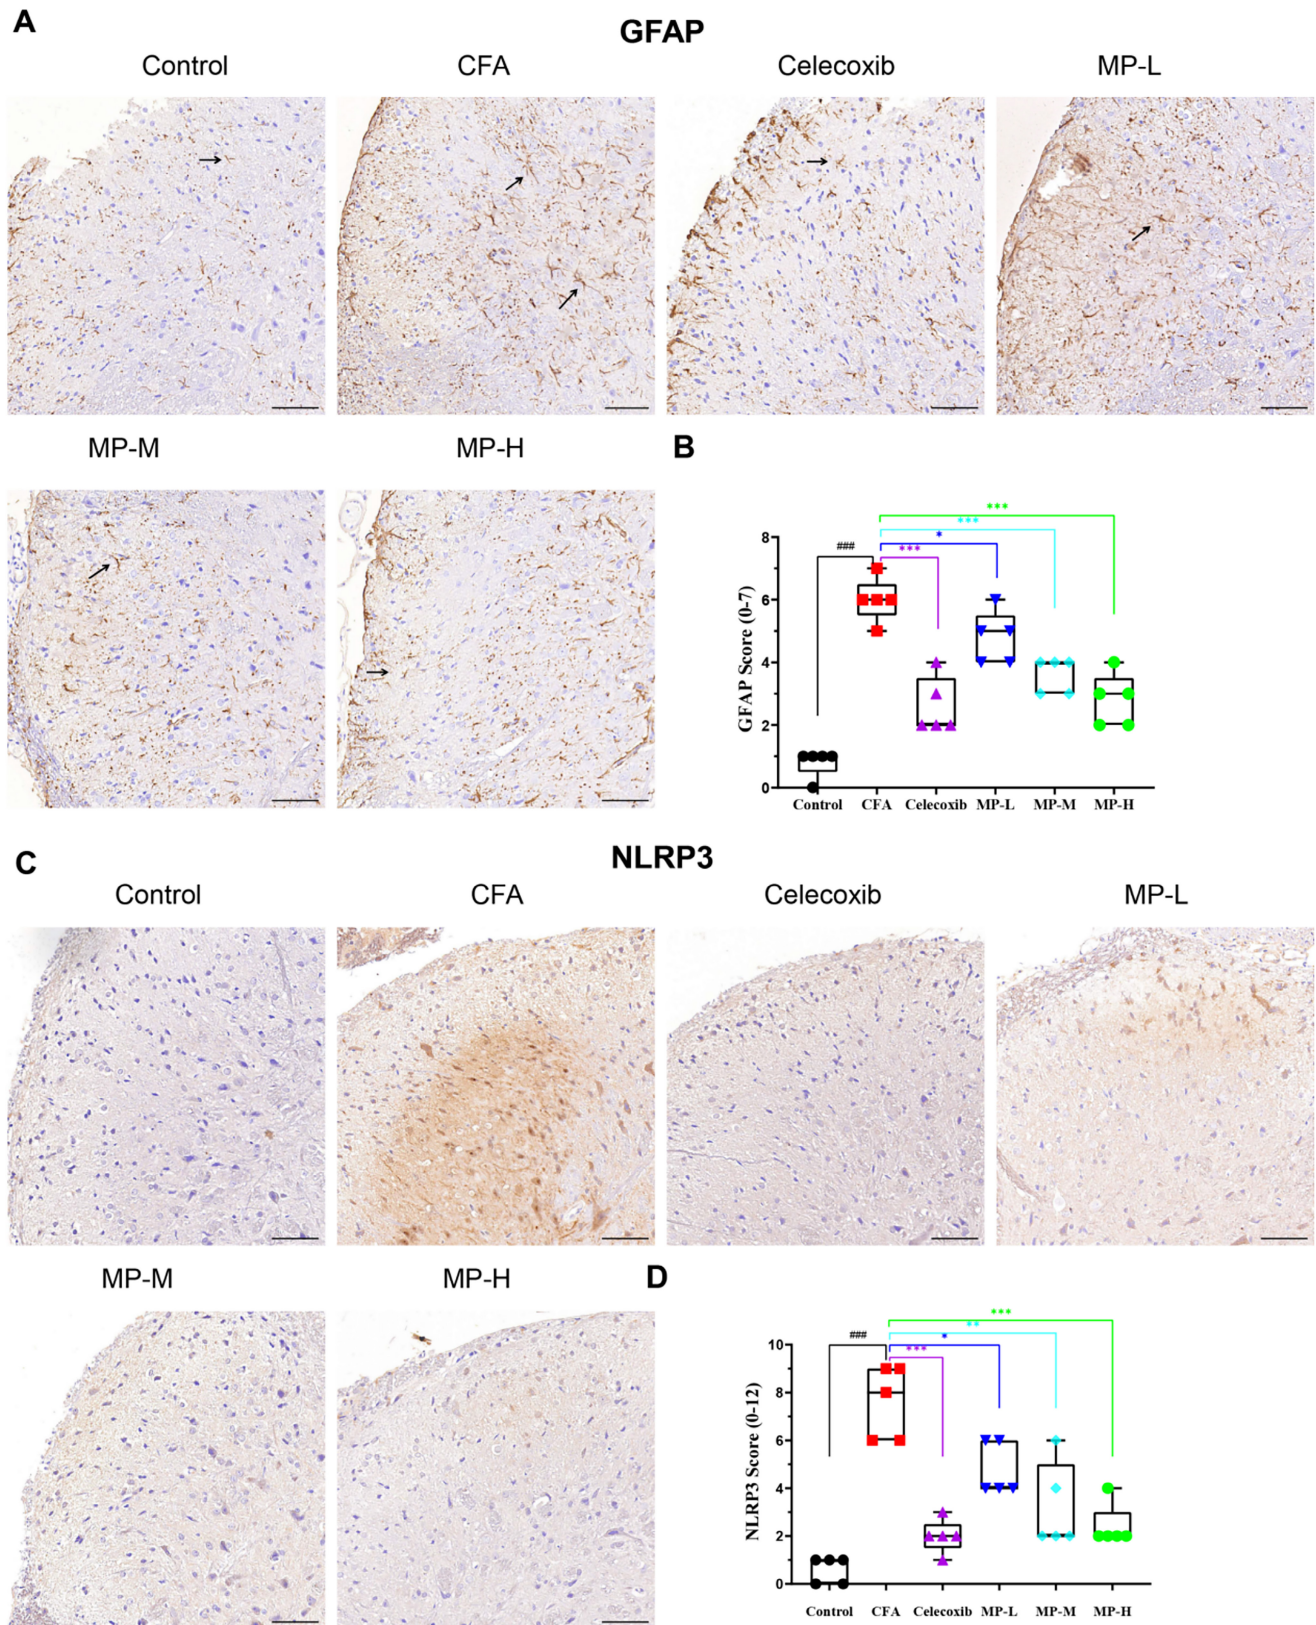 A
GFAP
Control CFA Celecoxib MP-L
MP-M MP-H
B
***
***
*
***
###
8
6
4
2
0
GFAP Score (0-7)
Control CFA Celecoxib MP-L MP-M MP-H
C
NLRP3
Control CFA Celecoxib MP-L
MP-M MP-H
D
***
**
*
***
###
10
8
6
4
2
0
NLRP3 Score (0-12)
Control CFA Celecoxib MP-L MP-M MP-H